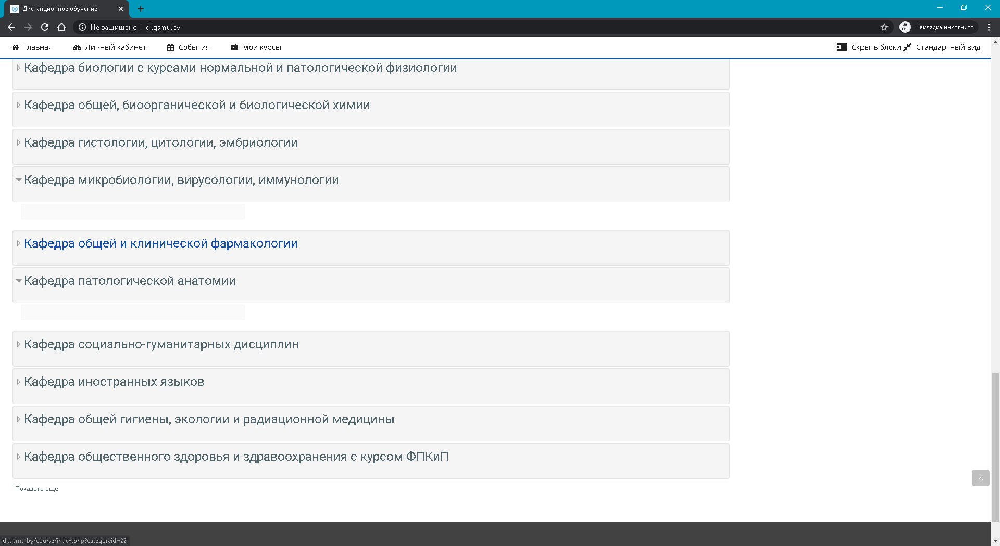 Дистанционное обучение
Не защищено dl.gsmu.by 1 вкладка инкогнито
Главная Личный кабинет События Мои курсы Скрыть блоки Стандартный вид
Кафедра биологии с курсами нормальной и патологической физиологии
Кафедра общей, биоорганической и биологической химии
Кафедра гистологии, цитологии, эмбриологии
Кафедра микробиологии, вирусологии, иммунологии
Кафедра общей и клинической фармакологии
Кафедра патологической анатомии
Кафедра социально-гуманитарных дисциплин
Кафедра иностранных языков
Кафедра общей гигиены, экологии и радиационной медицины
Кафедра общественного здоровья и здравоохранения с курсом ФПКиП
Показать еще
dl.gsmu.by/course/index.php?categoryid=22